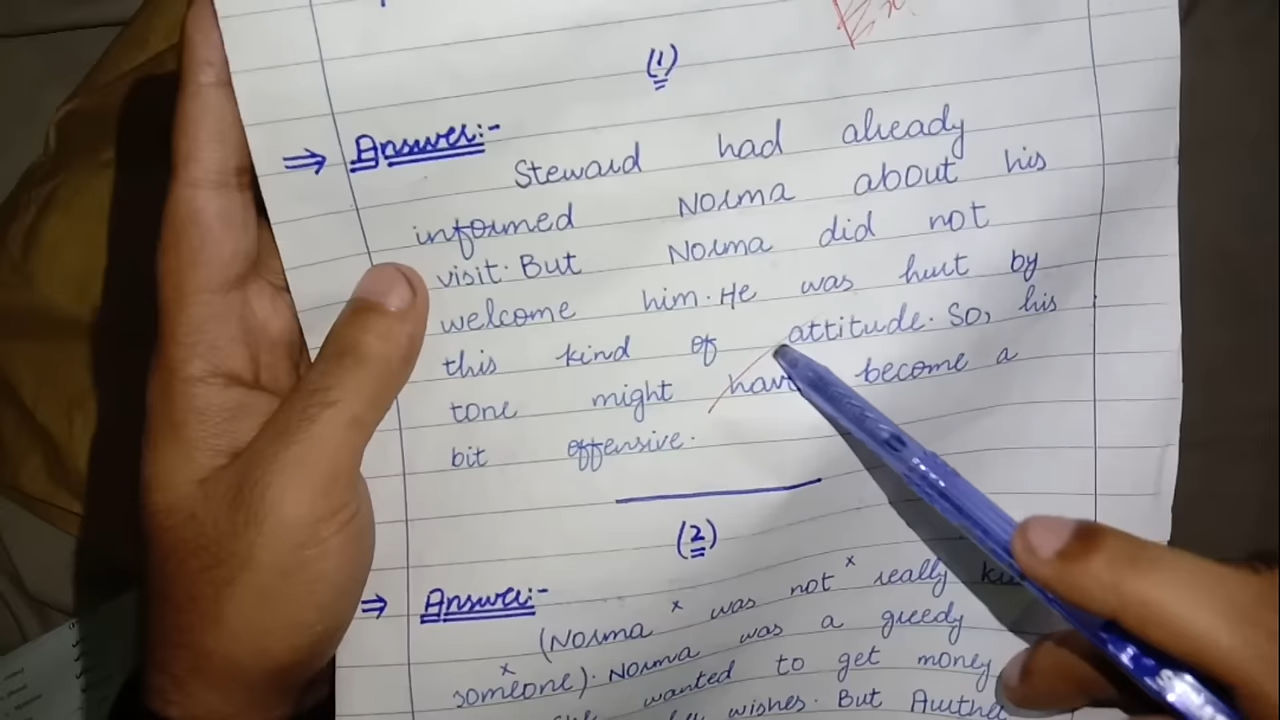 (1)
⇒ Answer:-
Steward had already
informed Norma about his
visit. But Norma did not
welcome him. He was hurt by
this kind of attitude. So, his
tone might have become a
bit offensive.
(2)
⇒ Answer:-
(Norma x was not x really
x someone). Norma was a greedy
wanted to get money
wishes. But